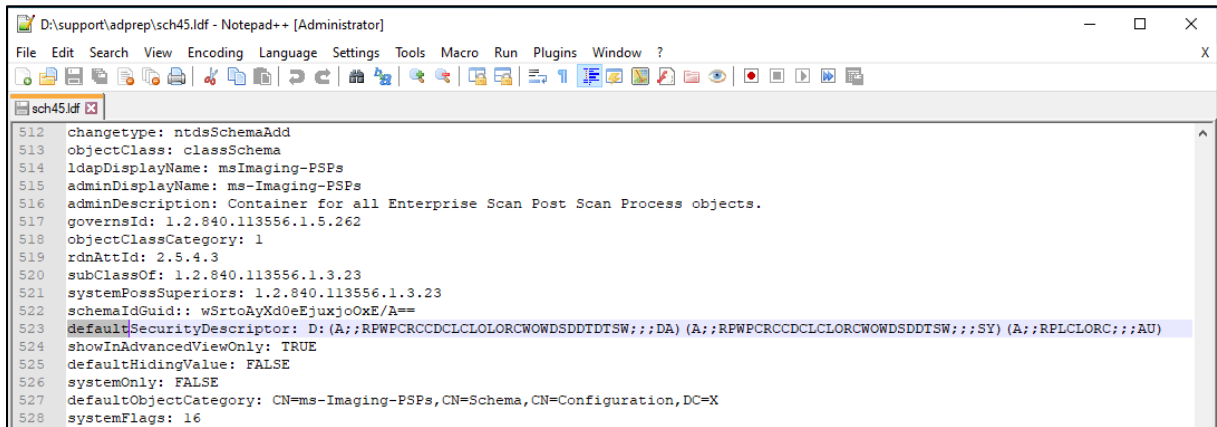 D:\support\adprep\sch45.ldf - Notepad++ [Administrator]
File Edit Search View Encoding Language Settings Tools Macro Run Plugins Window ? X
sch45.ldf
512 changetype: ntdsSchemaAdd
513 objectClass: classSchema
514 ldapDisplayName: msImaging-PSPs
515 adminDisplayName: ms-Imaging-PSPs
516 adminDescription: Container for all Enterprise Scan Post Scan Process objects.
517 governsId: 1.2.840.113556.1.5.262
518 objectClassCategory: 1
519 rdnAttId: 2.5.4.3
520 subClassOf: 1.2.840.113556.1.3.23
521 systemPossSuperiors: 1.2.840.113556.1.3.23
522 schemaIdGuid:: wSrtoAyXd0eEjuxjoOxE/A==
523 defaultSecurityDescriptor: D:(A;;RPWPCRCCDCLCLOLORCWOWDSDDTDTSW;;;DA)(A;;RPWPCRCCDCLCLORCWOWDSDDTSW;;;SY)(A;;RPLCLORC;;;AU)
524 showInAdvancedViewOnly: TRUE
525 defaultHidingValue: FALSE
526 systemOnly: FALSE
527 defaultObjectCategory: CN=ms-Imaging-PSPs,CN=Schema,CN=Configuration,DC=X
528 systemFlags: 16